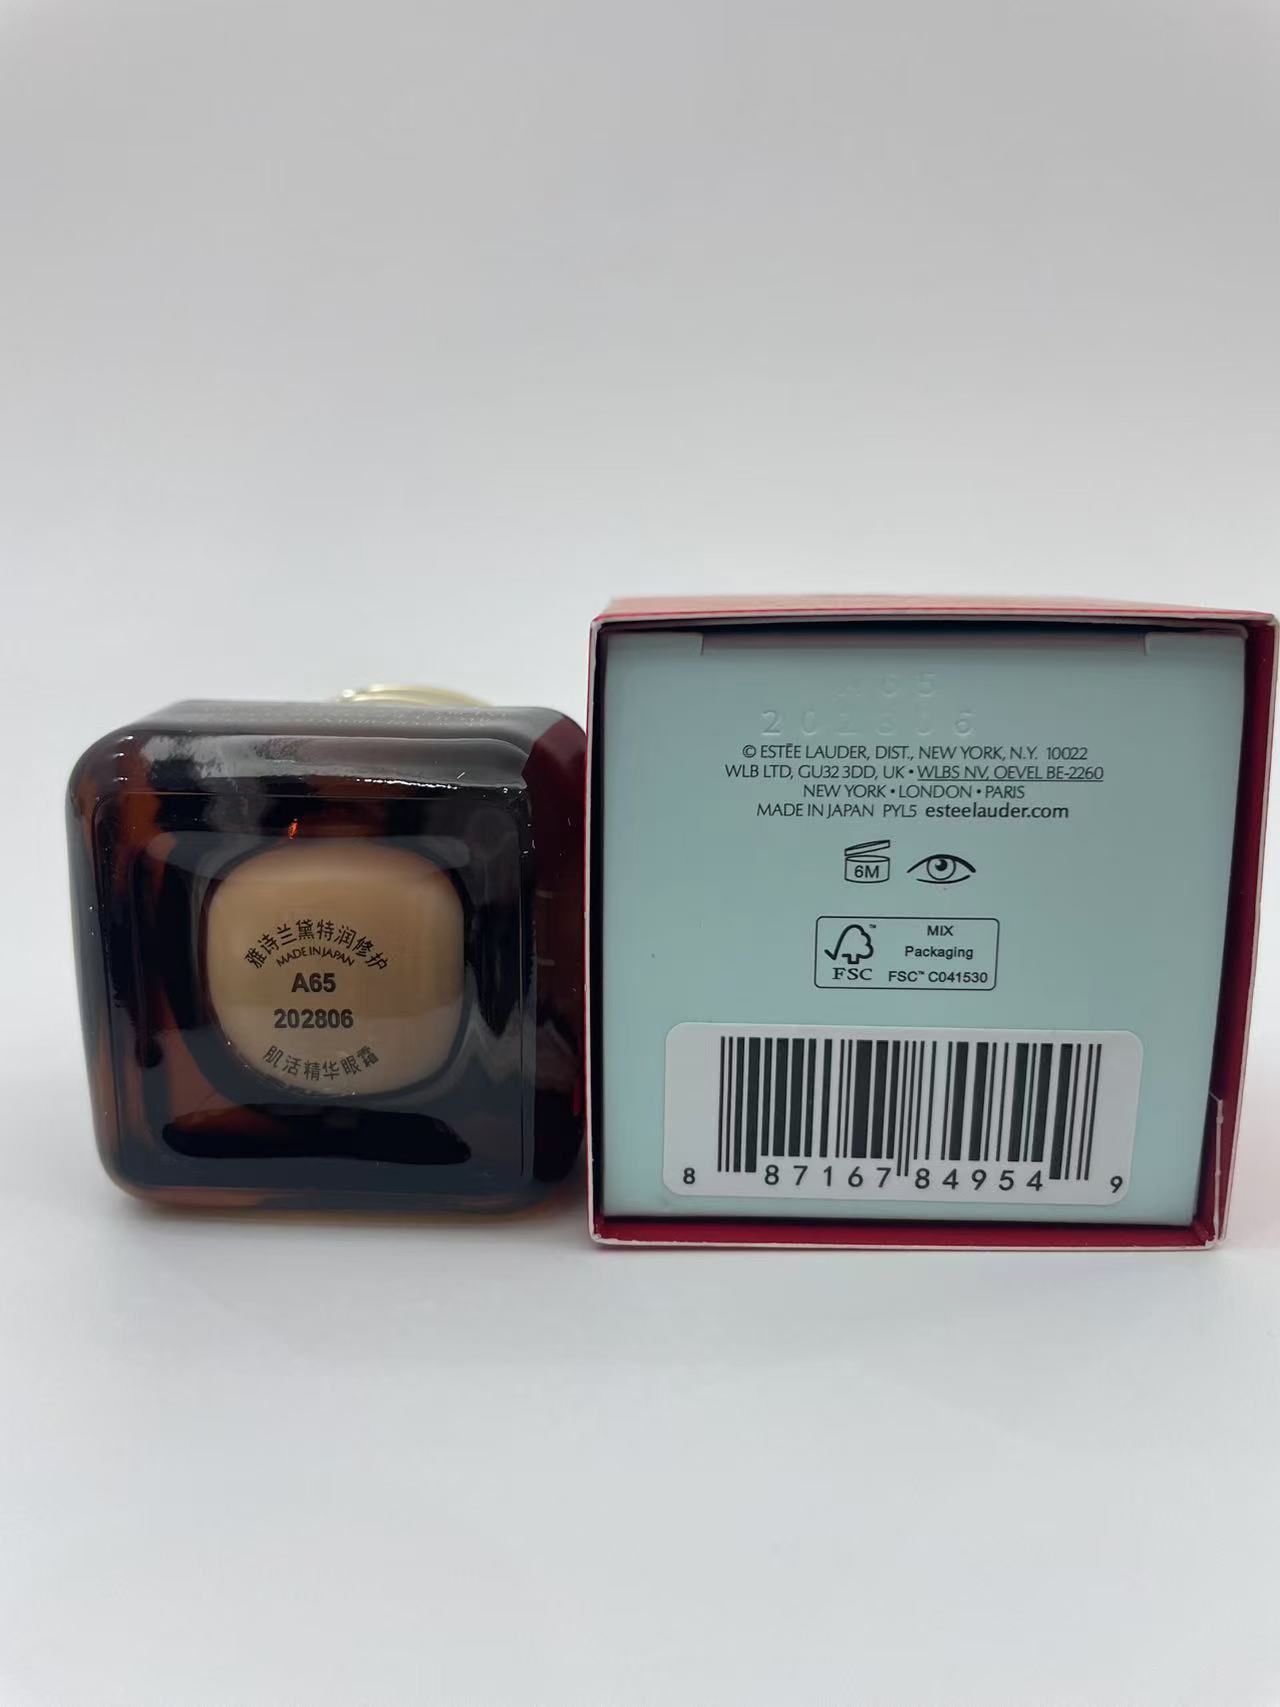 雅诗兰黛特润修护
MADE IN JAPAN
A65
202806
肌活精华眼霜
A65
202806
© ESTĒE LAUDER, DIST., NEW YORK, N.Y. 10022
WLB LTD, GU32 3DD, UK • WLBS NV, OEVEL BE-2260
NEW YORK • LONDON • PARIS
MADE IN JAPAN PYL5 esteelauder.com
6M
FSC™
MIX
Packaging
FSC™ C041530
8 87167 84954 9